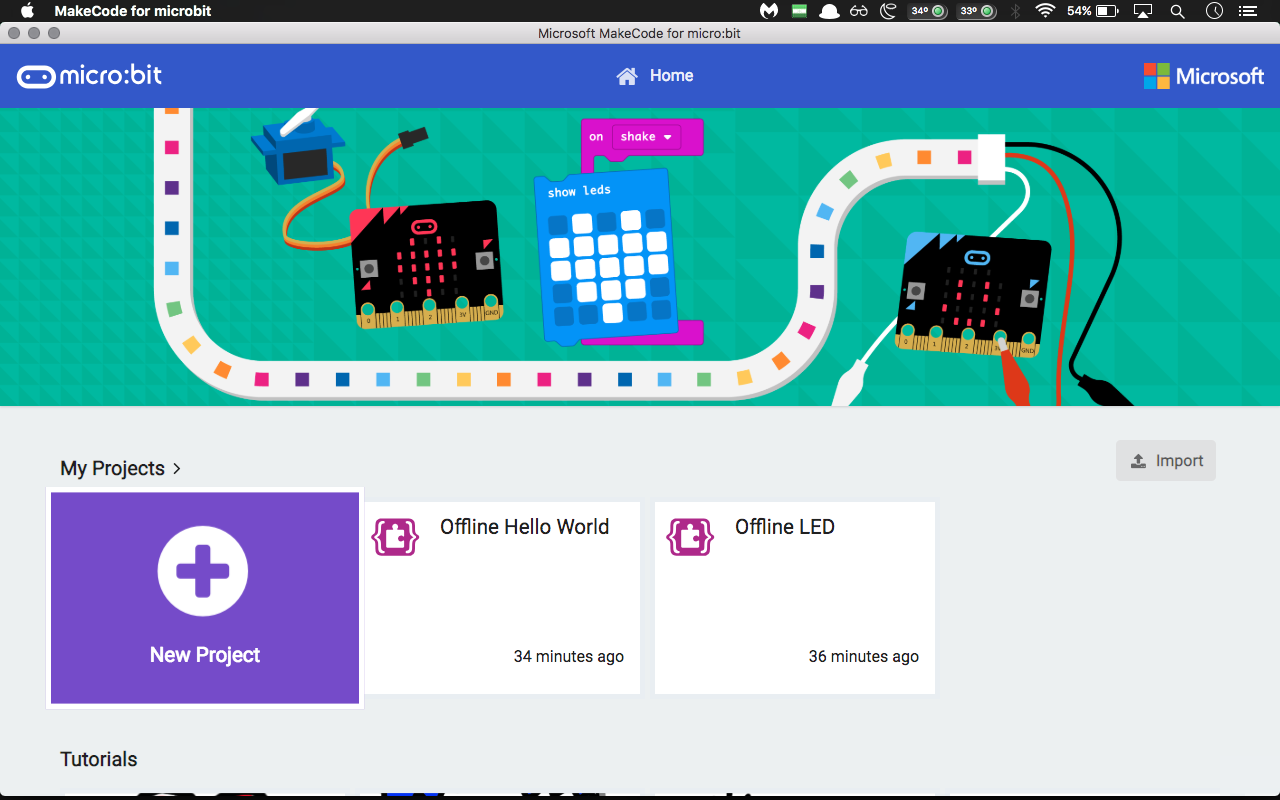 MakeCode for microbit
34° 33° 54%
Microsoft MakeCode for micro:bit
micro:bit Home Microsoft
on shake
show leds
0 1 2 3V GND
0 1 2 3V GND
My Projects >
Import
Offline Hello World
Offline LED
New Project
34 minutes ago
36 minutes ago
Tutorials